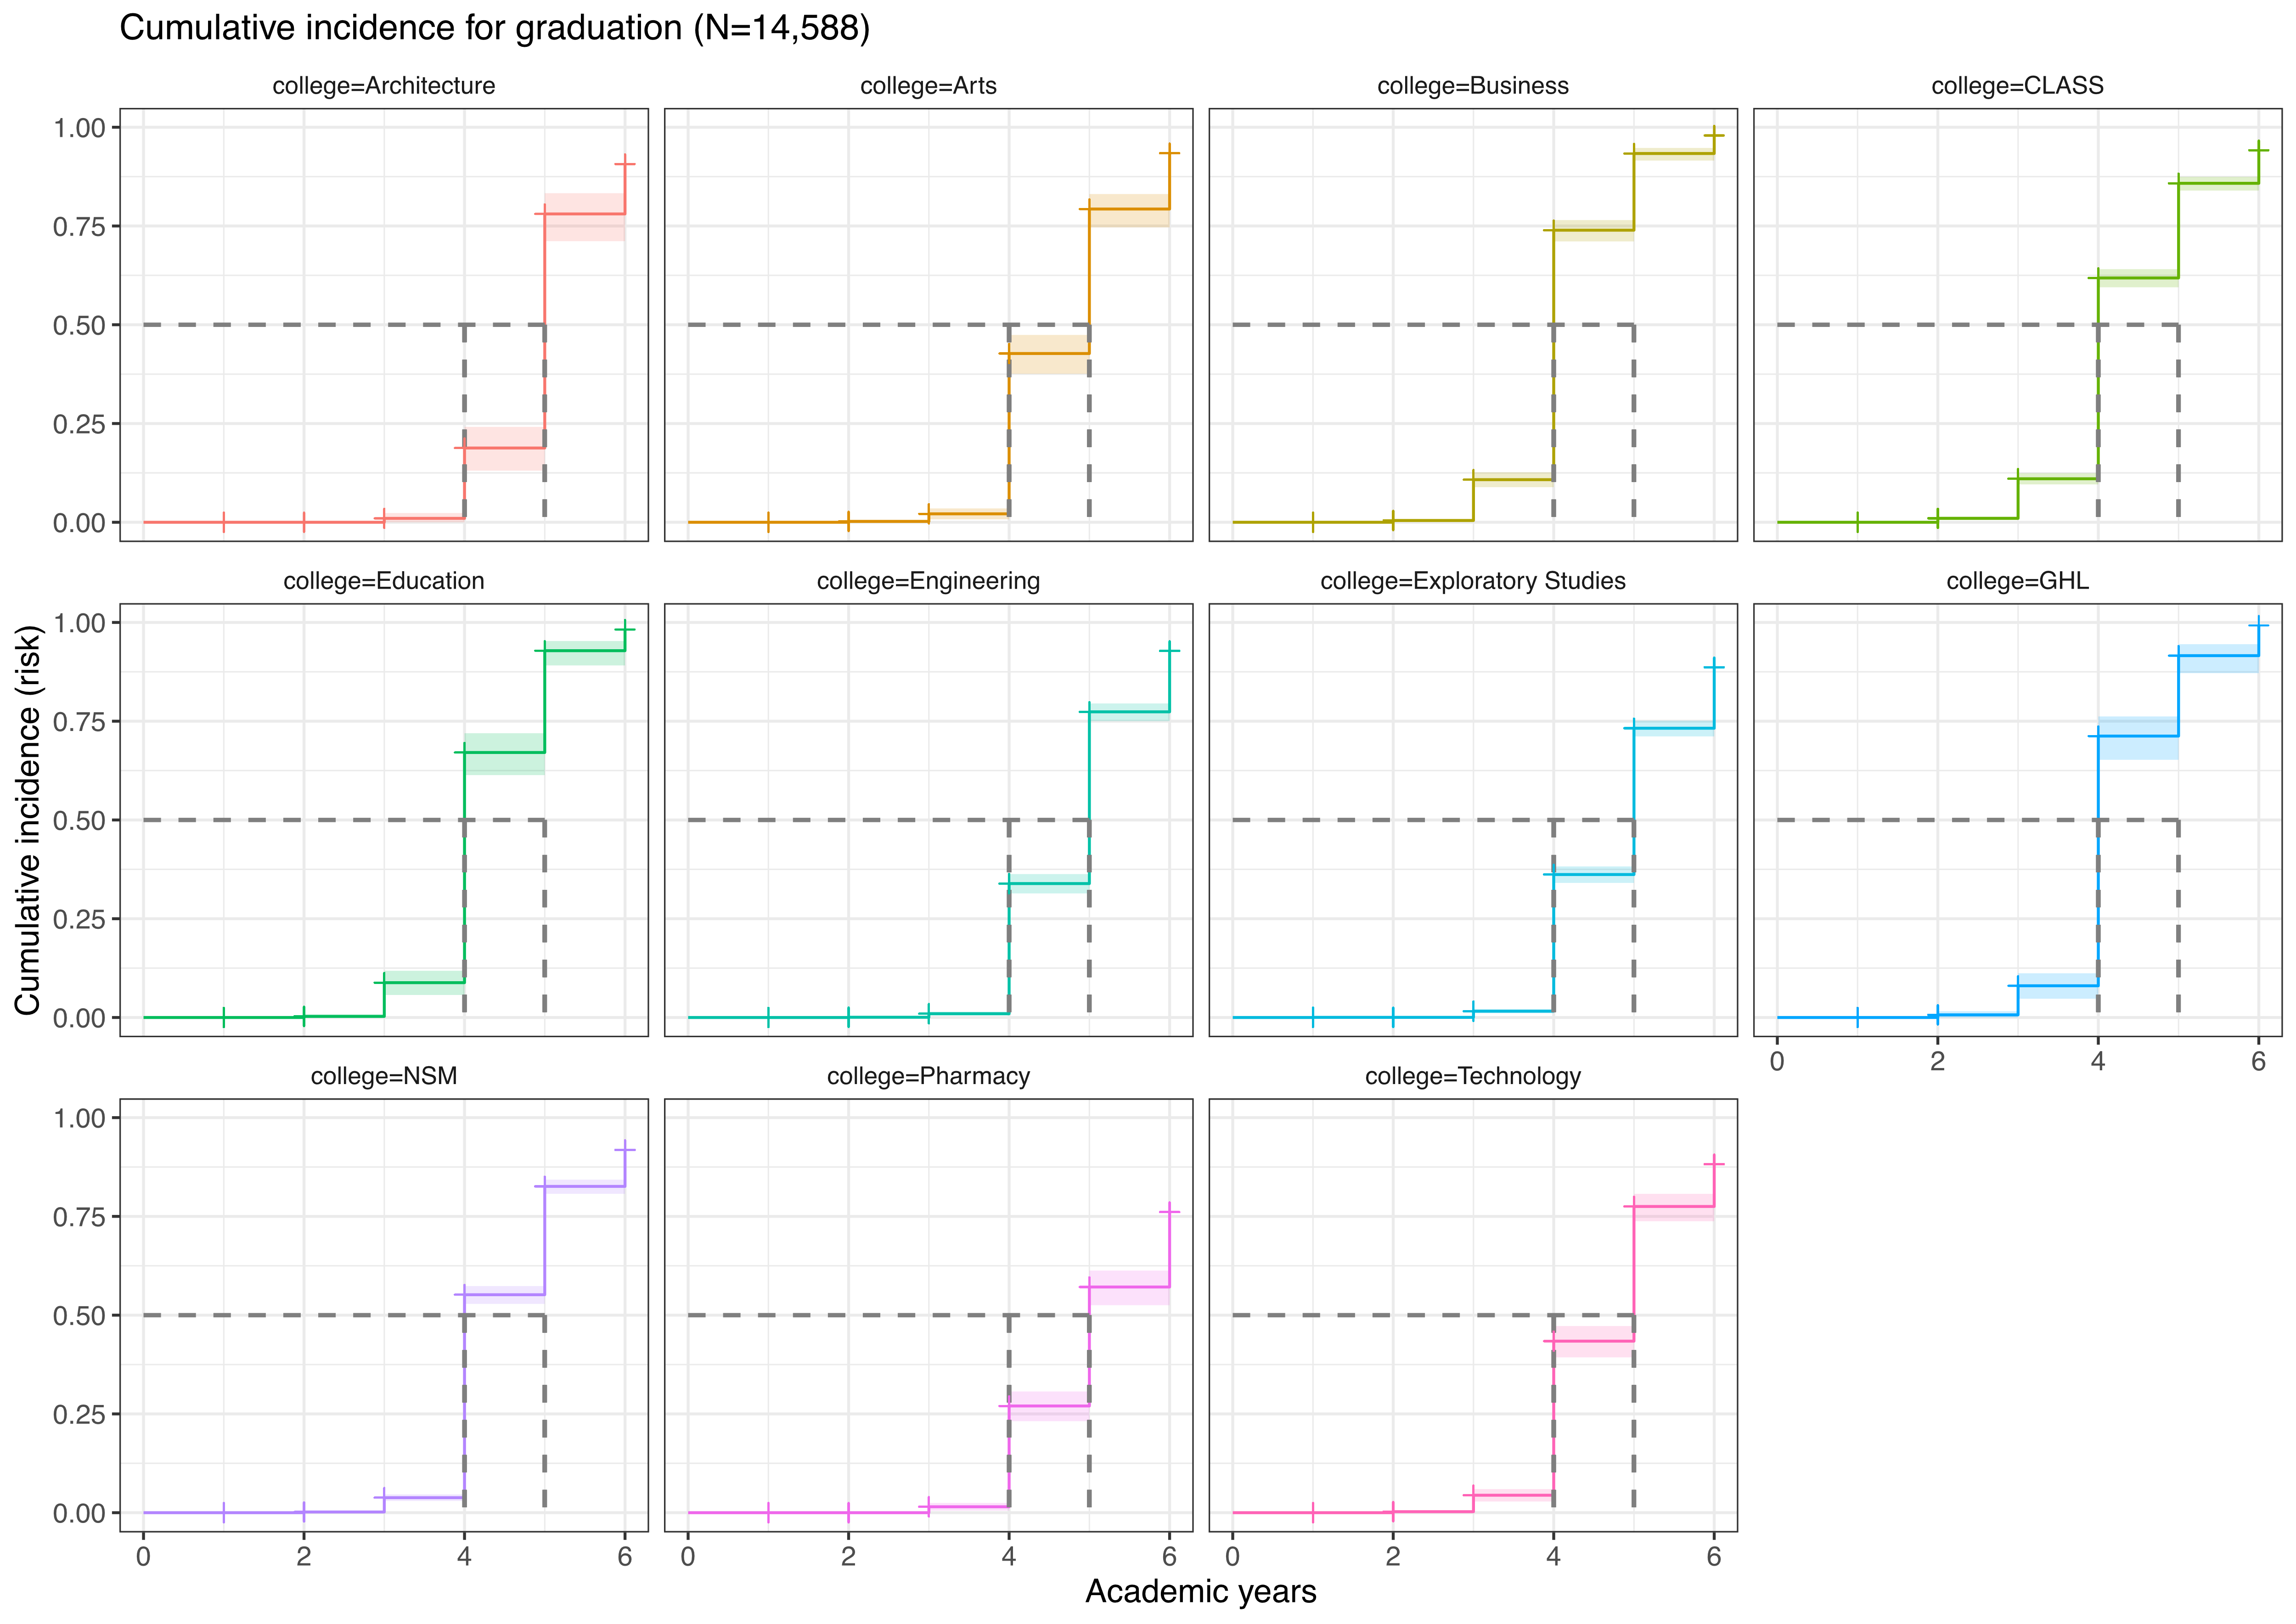 Cumulative incidence for graduation (N=14,588)
college=Architecture
college=Arts
college=Business
college=CLASS
1.00
0.75
0.50
0.25
0.00
college=Education
college=Engineering
college=Exploratory Studies
college=GHL
Cumulative incidence (risk)
1.00
0.75
0.50
0.25
0.00
0 2 4 6
college=NSM
college=Pharmacy
college=Technology
1.00
0.75
0.50
0.25
0.00
0 2 4 6
0 2 4 6
0 2 4 6
Academic years